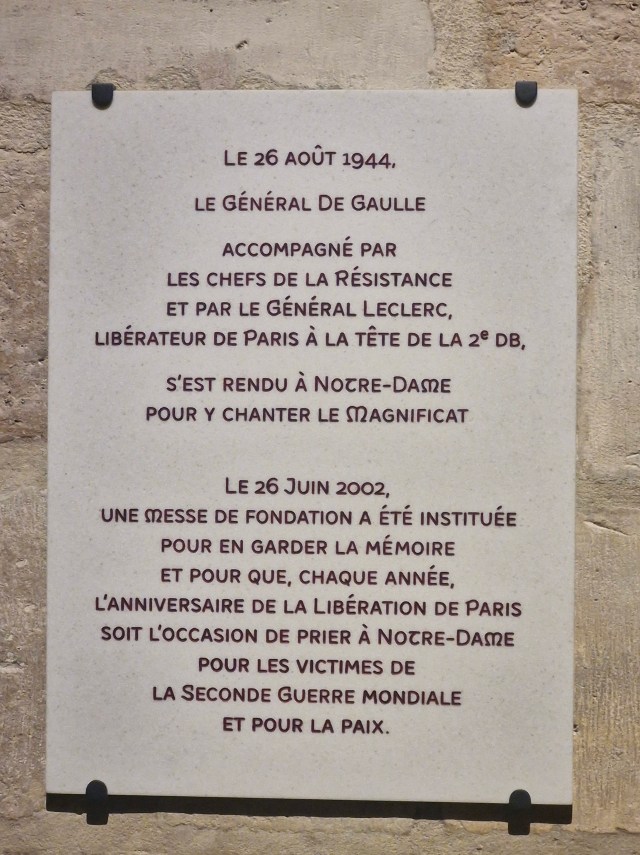 Le 26 août 1944,
le Général De Gaulle
accompagné par
les chefs de la Résistance
et par le Général Leclerc,
libérateur de Paris à la tête de la 2e DB,
s'est rendu à Notre-Dame
pour y chanter le Magnificat
Le 26 Juin 2002,
une messe de fondation a été instituée
pour en garder la mémoire
et pour que, chaque année,
l'anniversaire de la Libération de Paris
soit l'occasion de prier à Notre-Dame
pour les victimes de
la Seconde Guerre mondiale
et pour la paix.